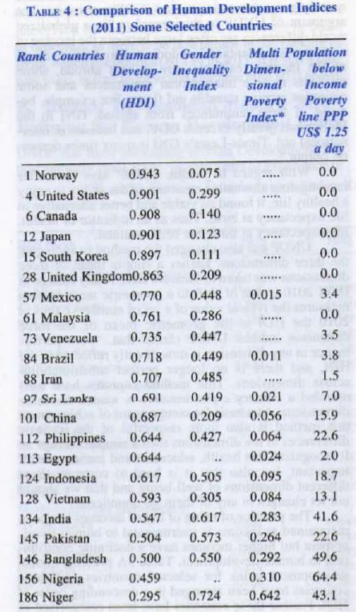 TABLE 4 : Comparison of Human Development Indices
(2011) Some Selected Countries
Rank Countries Human Gender Multi Population
Develop- Inequality Dimen- below
ment Index sional Income
(HDI) Poverty Poverty
Index* line PPP
US$ 1.25
a day
1 Norway 0.943 0.075 ..... 0.0
4 United States 0.901 0.299 ..... 0.0
6 Canada 0.908 0.140 ..... 0.0
12 Japan 0.901 0.123 ..... 0.0
15 South Korea 0.897 0.111 ..... 0.0
28 United Kingdom0.863 0.209 ..... 0.0
57 Mexico 0.770 0.448 0.015 3.4
61 Malaysia 0.761 0.286 ..... 0.0
73 Venezuela 0.735 0.447 ..... 3.5
84 Brazil 0.718 0.449 0.011 3.8
88 Iran 0.707 0.485 ..... 1.5
97 Sri Lanka 0.691 0.419 0.021 7.0
101 China 0.687 0.209 0.056 15.9
112 Philippines 0.644 0.427 0.064 22.6
113 Egypt 0.644 .. 0.024 2.0
124 Indonesia 0.617 0.505 0.095 18.7
128 Vietnam 0.593 0.305 0.084 13.1
134 India 0.547 0.617 0.283 41.6
145 Pakistan 0.504 0.573 0.264 22.6
146 Bangladesh 0.500 0.550 0.292 49.6
156 Nigeria 0.459 .. 0.310 64.4
186 Niger 0.295 0.724 0.642 43.1